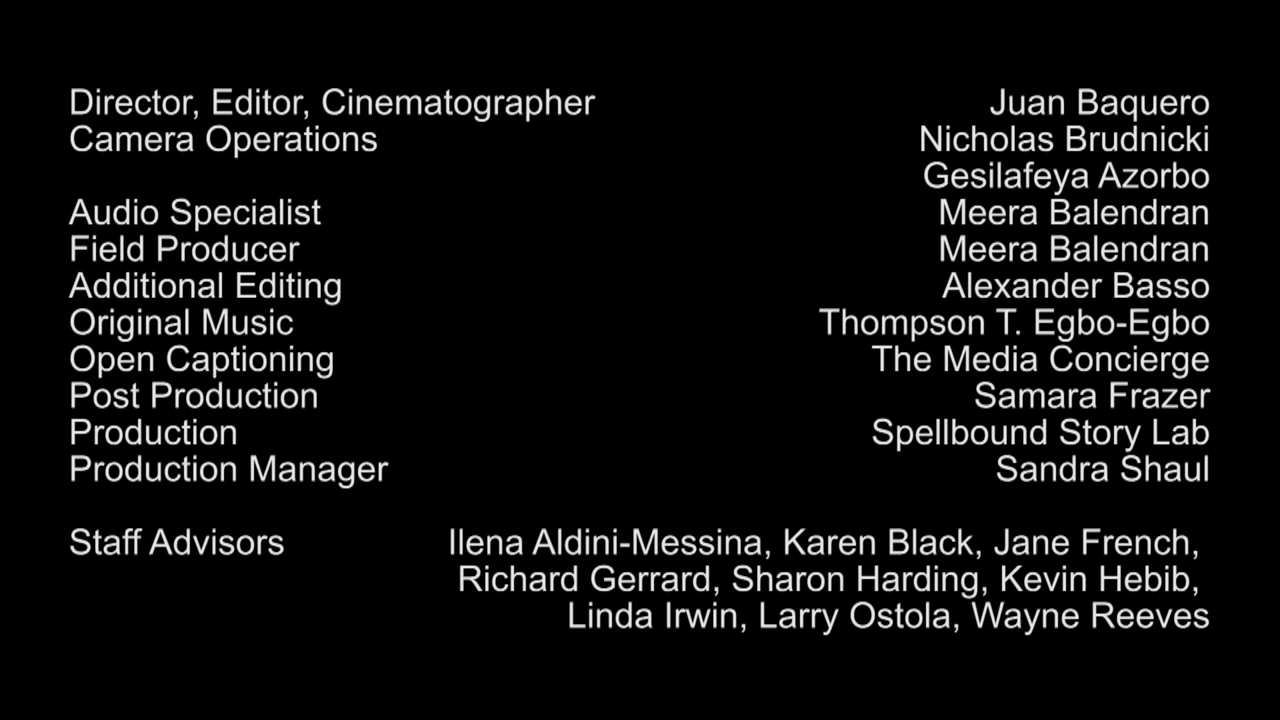 Director, Editor, Cinematographer Juan Baquero
Camera Operations Nicholas Brudnicki
Gesilafeya Azorbo
Audio Specialist Meera Balendran
Field Producer Meera Balendran
Additional Editing Alexander Basso
Original Music Thompson T. Egbo-Egbo
Open Captioning The Media Concierge
Post Production Samara Frazer
Production Spellbound Story Lab
Production Manager Sandra Shaul
Staff Advisors Ilena Aldini-Messina, Karen Black, Jane French,
Richard Gerrard, Sharon Harding, Kevin Hebib,
Linda Irwin, Larry Ostola, Wayne Reeves